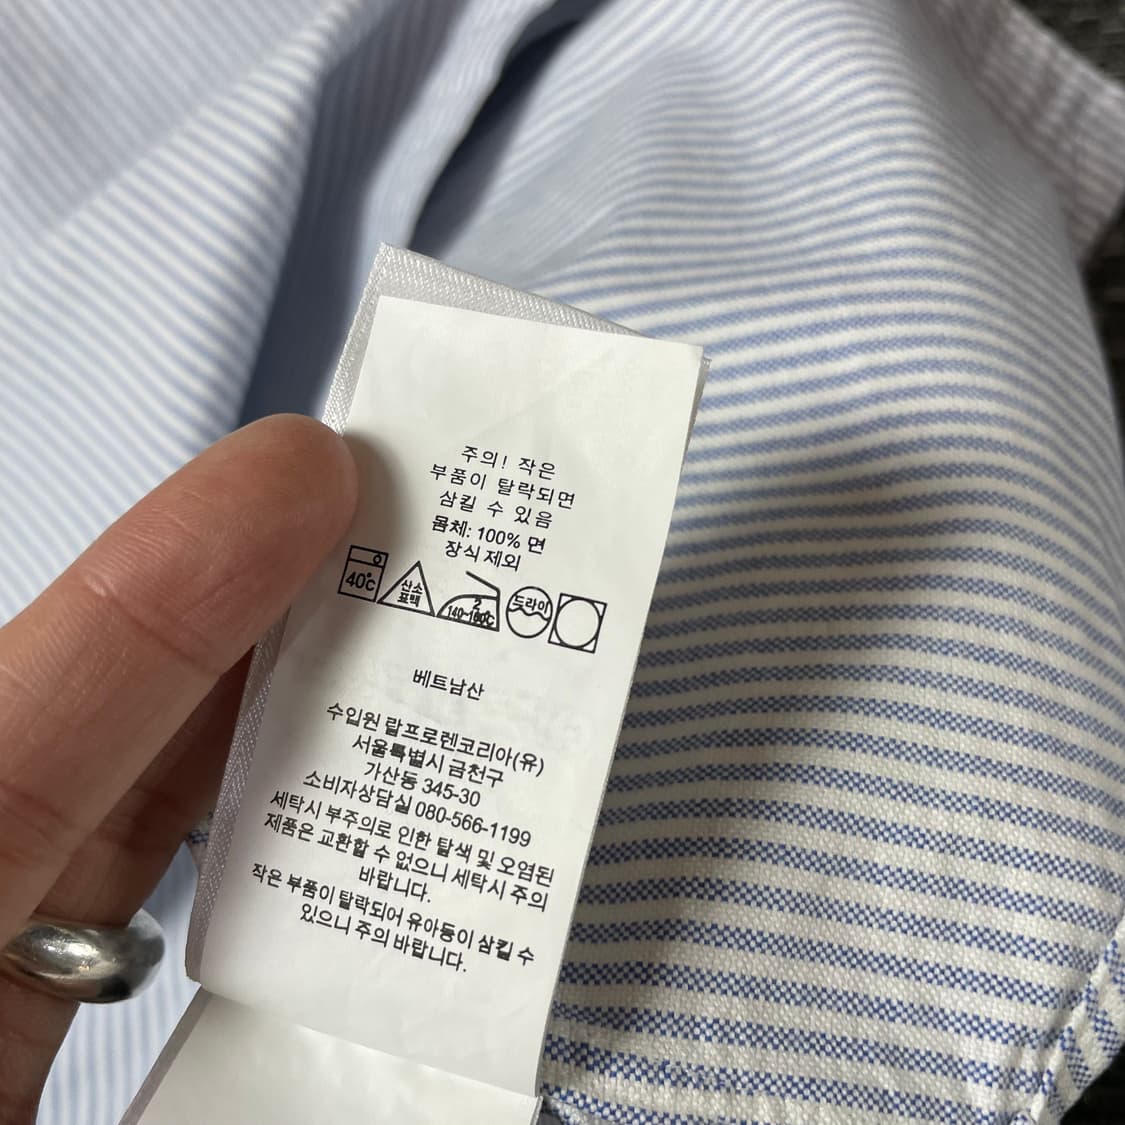 주의! 작은
부품이 탈락되면
삼킬 수 있음
몸체: 100% 면
장식 제외
40°C 산소 표백 2 140~160°C 드라이
베트남산
수입원 랄프로렌코리아(유)
서울특별시 금천구
가산동 345-30
소비자상담실 080-566-1199
세탁시 부주의로 인한 탈색 및 오염된
제품은 교환할 수 없으니 세탁시 주의
바랍니다.
작은 부품이 탈락되어 유아등이 삼킬 수
있으니 주의 바랍니다.